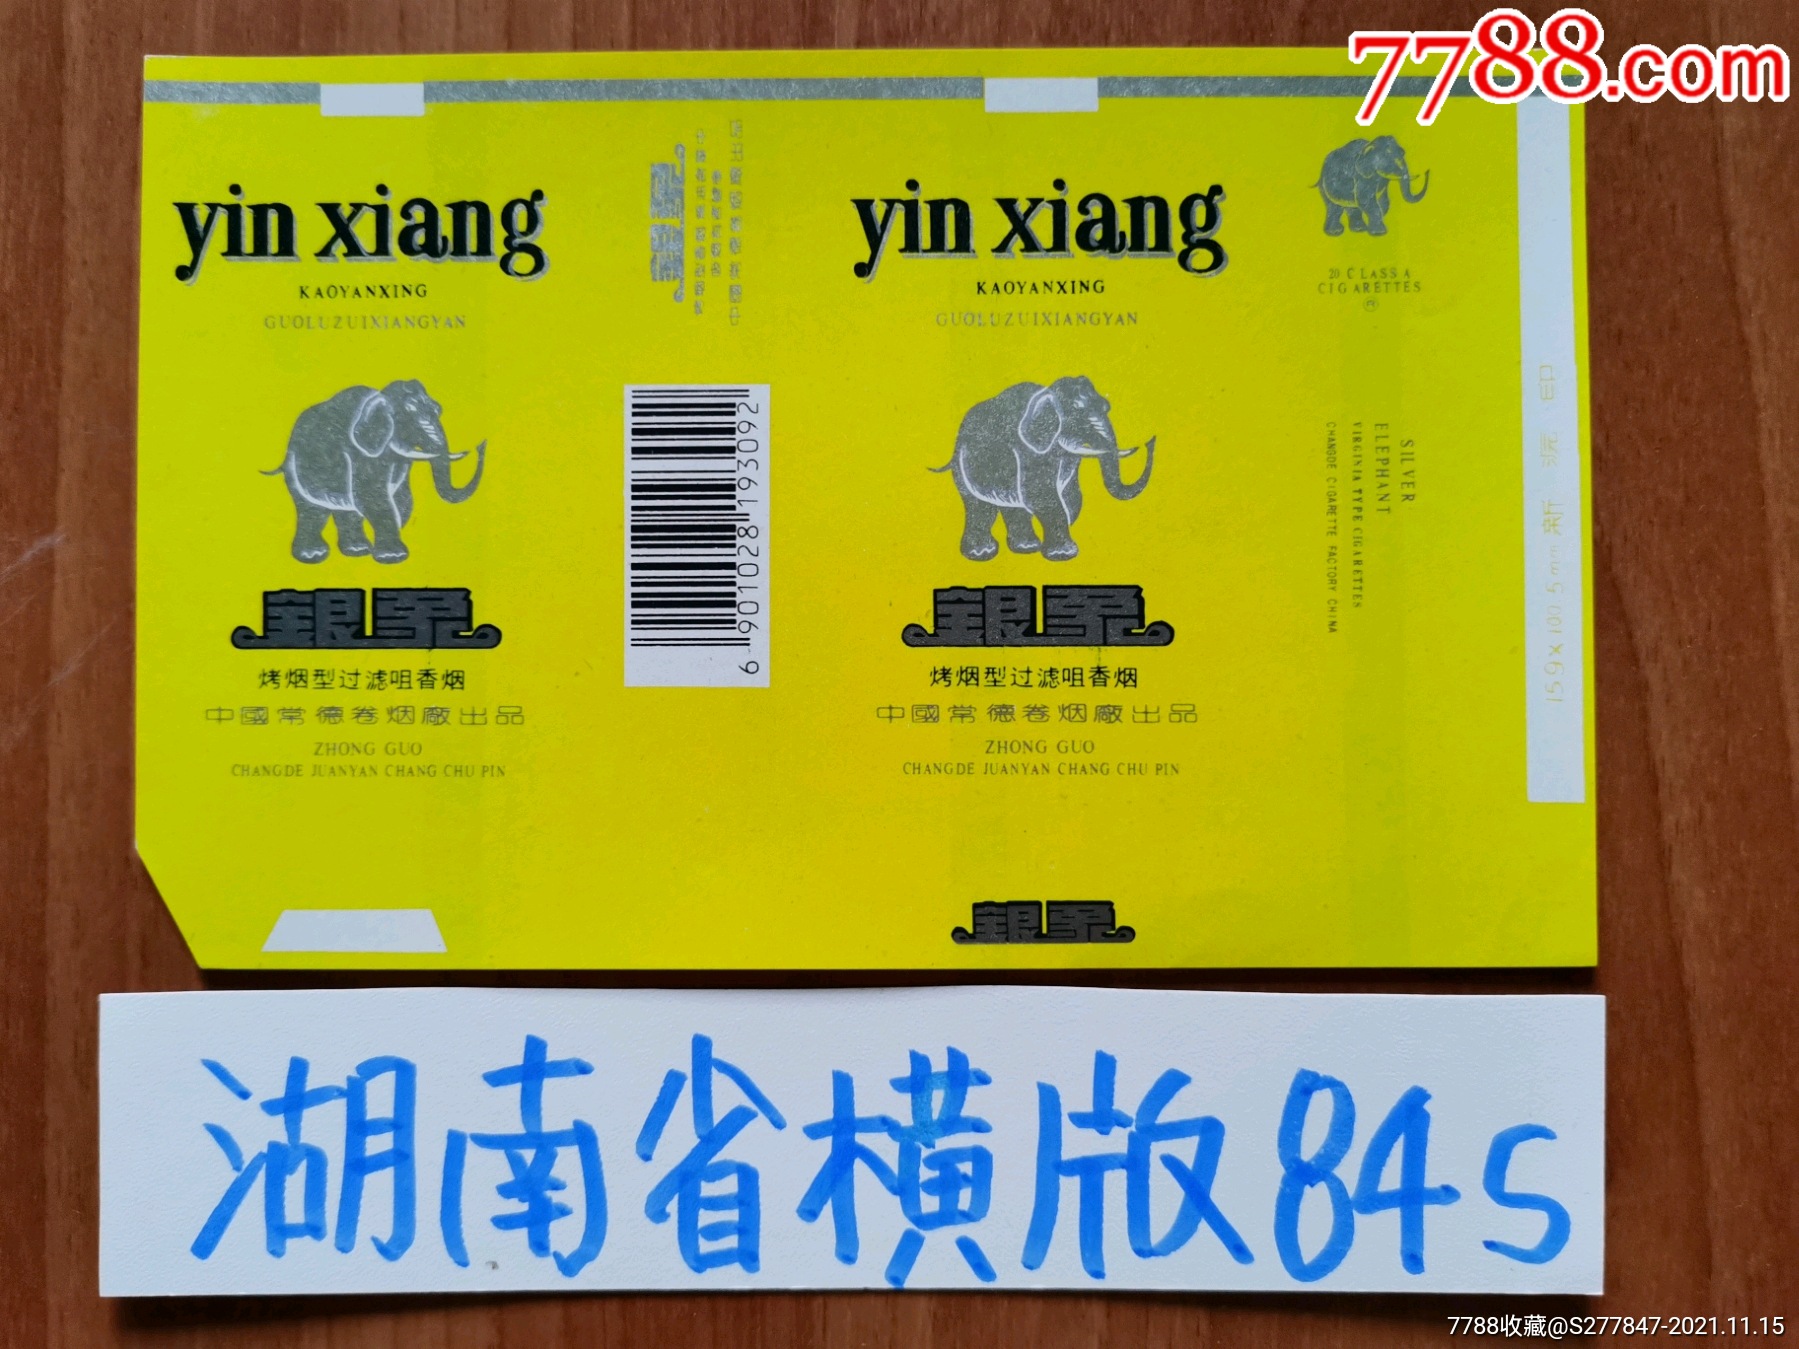 7788.com
yin xiang
KAOYANXING
GUOLUZUIXIANGYAN
銀象
烤烟型过滤咀香烟
中國常德卷烟廠出品
ZHONG GUO
CHANGDE JUANYAN CHANG CHU PIN
6 901028 193092
yin xiang
KAOYANXING
GUOLUZUIXIANGYAN
銀象
烤烟型过滤咀香烟
中國常德卷烟廠出品
ZHONG GUO
CHANGDE JUANYAN CHANG CHU PIN
銀象
20 CLASS A
CIGARETTES
SILVER
ELEPHANT
VIRGINIA TYPE CIGARETTES
CHANGDE CIGARETTE FACTORY CHINA
湖南省横版84s
7788收藏@S277847-2021.11.15